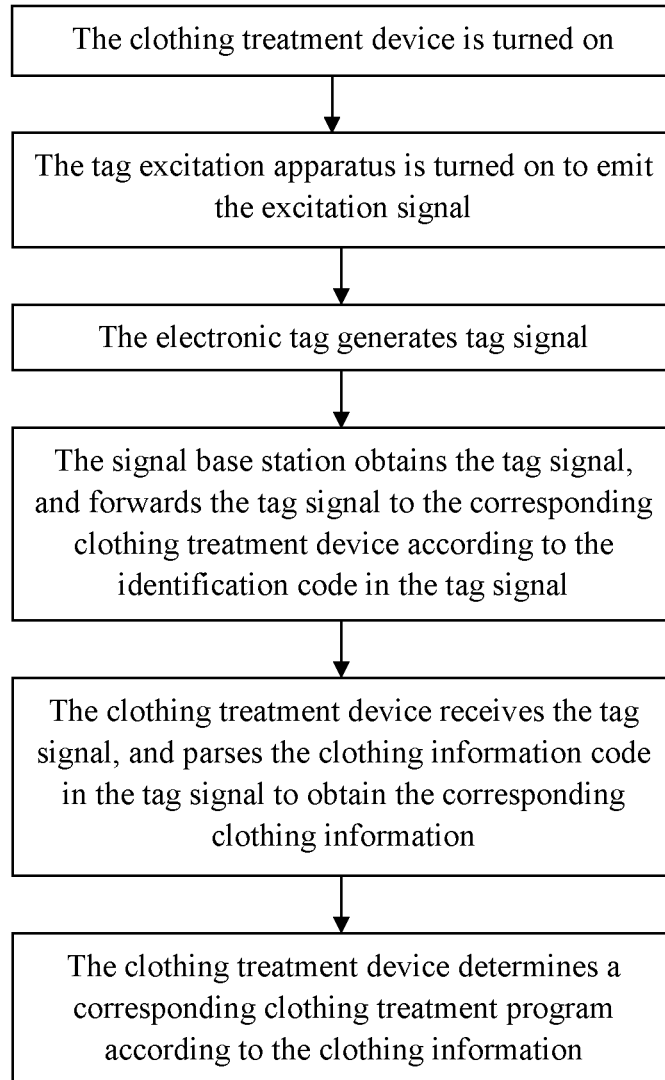 The clothing treatment device is turned on
The tag excitation apparatus is turned on to emit
the excitation signal
The electronic tag generates tag signal
The signal base station obtains the tag signal,
and forwards the tag signal to the corresponding
clothing treatment device according to the
identification code in the tag signal
The clothing treatment device receives the tag
signal, and parses the clothing information code
in the tag signal to obtain the corresponding
clothing information
The clothing treatment device determines a
corresponding clothing treatment program
according to the clothing information